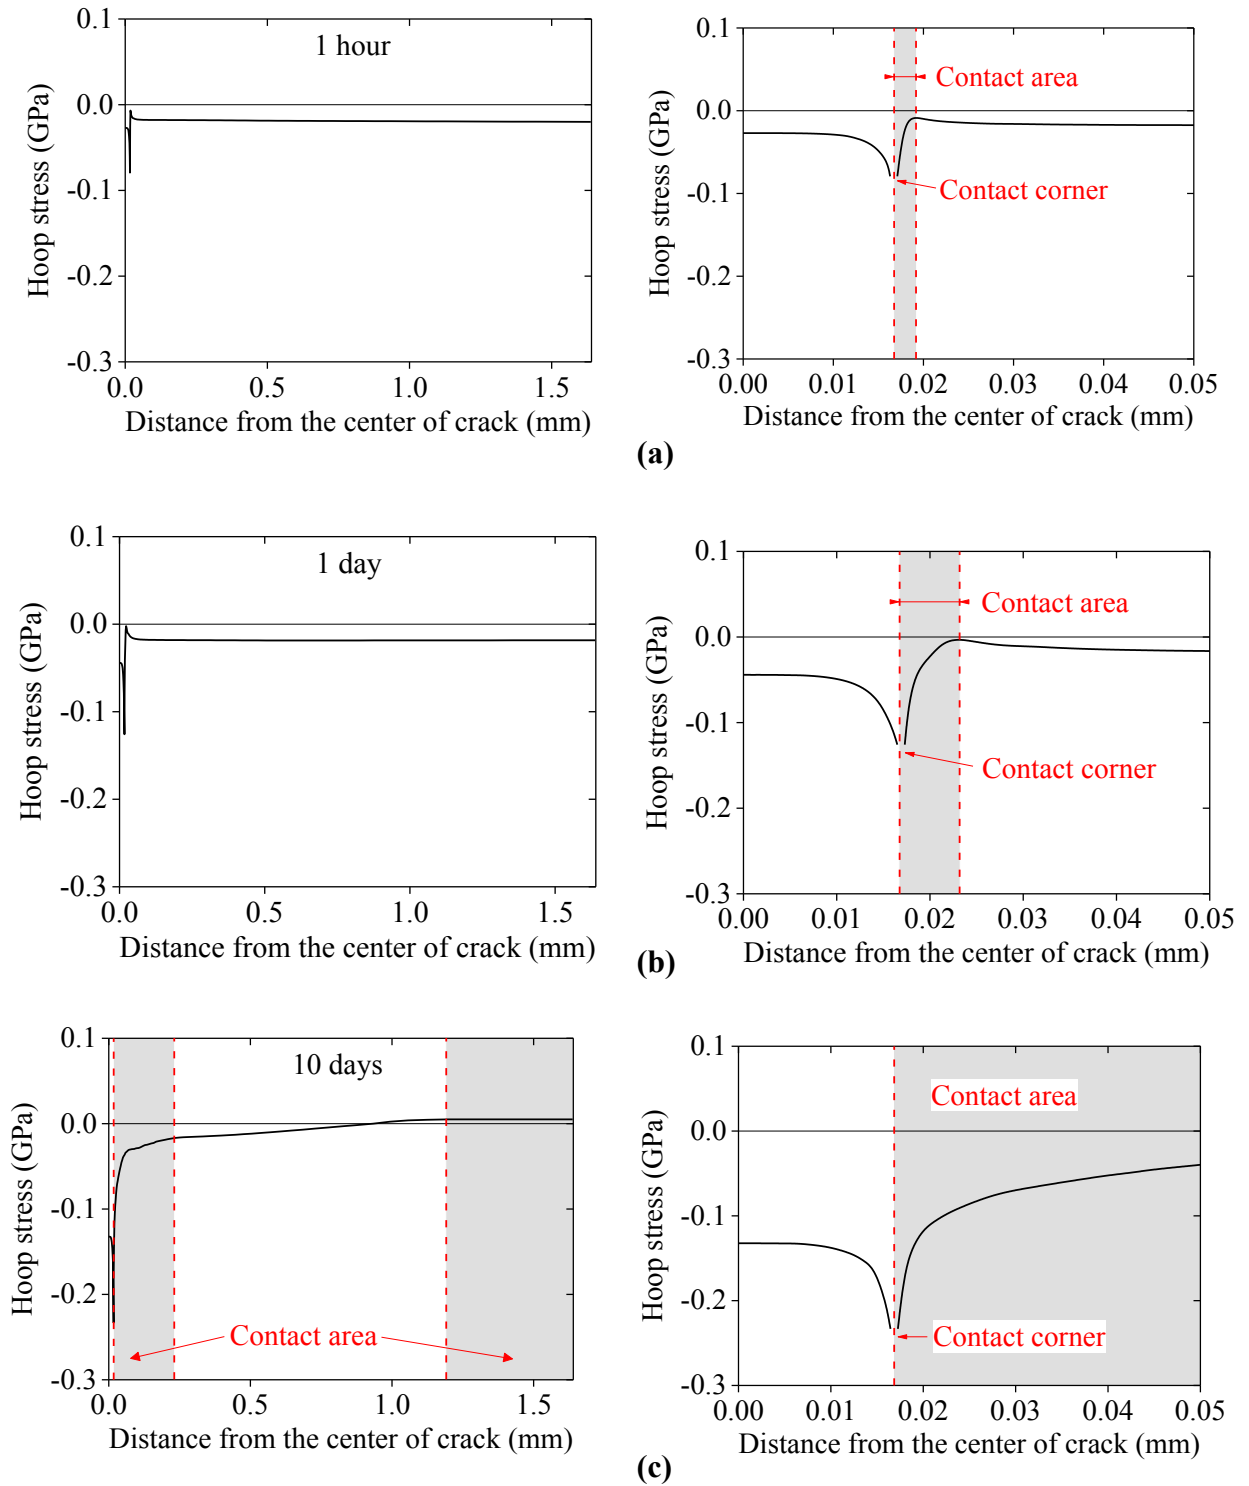 0.1
0.0
-0.1
-0.2
-0.3
Hoop stress (GPa)
1 hour
0.0 0.5 1.0 1.5
Distance from the center of crack (mm)
0.1
0.0
-0.1
-0.2
-0.3
Hoop stress (GPa)
Contact area
Contact corner
0.00 0.01 0.02 0.03 0.04 0.05
Distance from the center of crack (mm)
(a)
0.1
0.0
-0.1
-0.2
-0.3
Hoop stress (GPa)
1 day
0.0 0.5 1.0 1.5
Distance from the center of crack (mm)
0.1
0.0
-0.1
-0.2
-0.3
Hoop stress (GPa)
Contact area
Contact corner
0.00 0.01 0.02 0.03 0.04 0.05
Distance from the center of crack (mm)
(b)
0.1
0.0
-0.1
-0.2
-0.3
Hoop stress (GPa)
10 days
Contact area
0.0 0.5 1.0 1.5
Distance from the center of crack (mm)
0.1
0.0
-0.1
-0.2
-0.3
Hoop stress (GPa)
Contact area
Contact corner
0.00 0.01 0.02 0.03 0.04 0.05
Distance from the center of crack (mm)
(c)